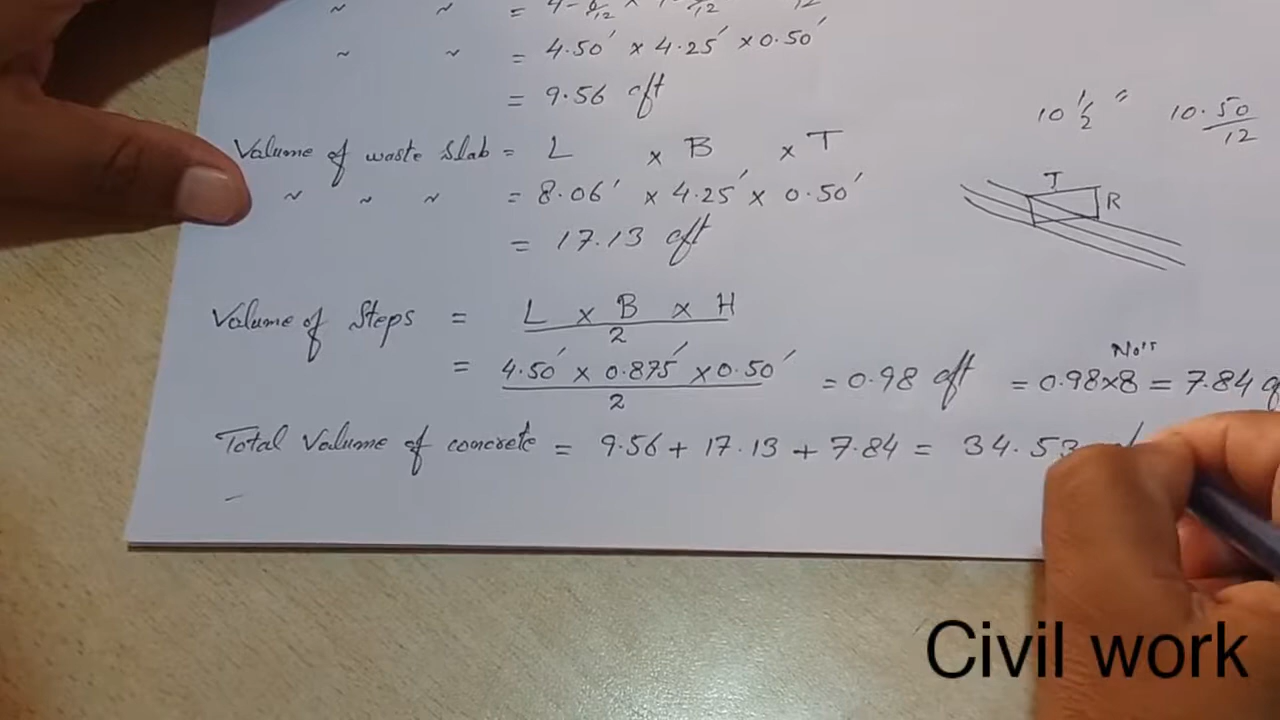 ~ ~ =
~ ~ = 4.50' × 4.25' × 0.50'
= 9.56 cft
10 1/2 " 10.50/12
Volume of waste slab = L × B × T
T
~ ~ ~ = 8.06' × 4.25' × 0.50'
R
= 17.13 cft
Volume of Steps = L × B × H / 2
No's
= 4.50' × 0.875' × 0.50' / 2 = 0.98 cft = 0.98×8 = 7.84
Total Volume of concrete = 9.56 + 17.13 + 7.84 = 34.53
Civil work